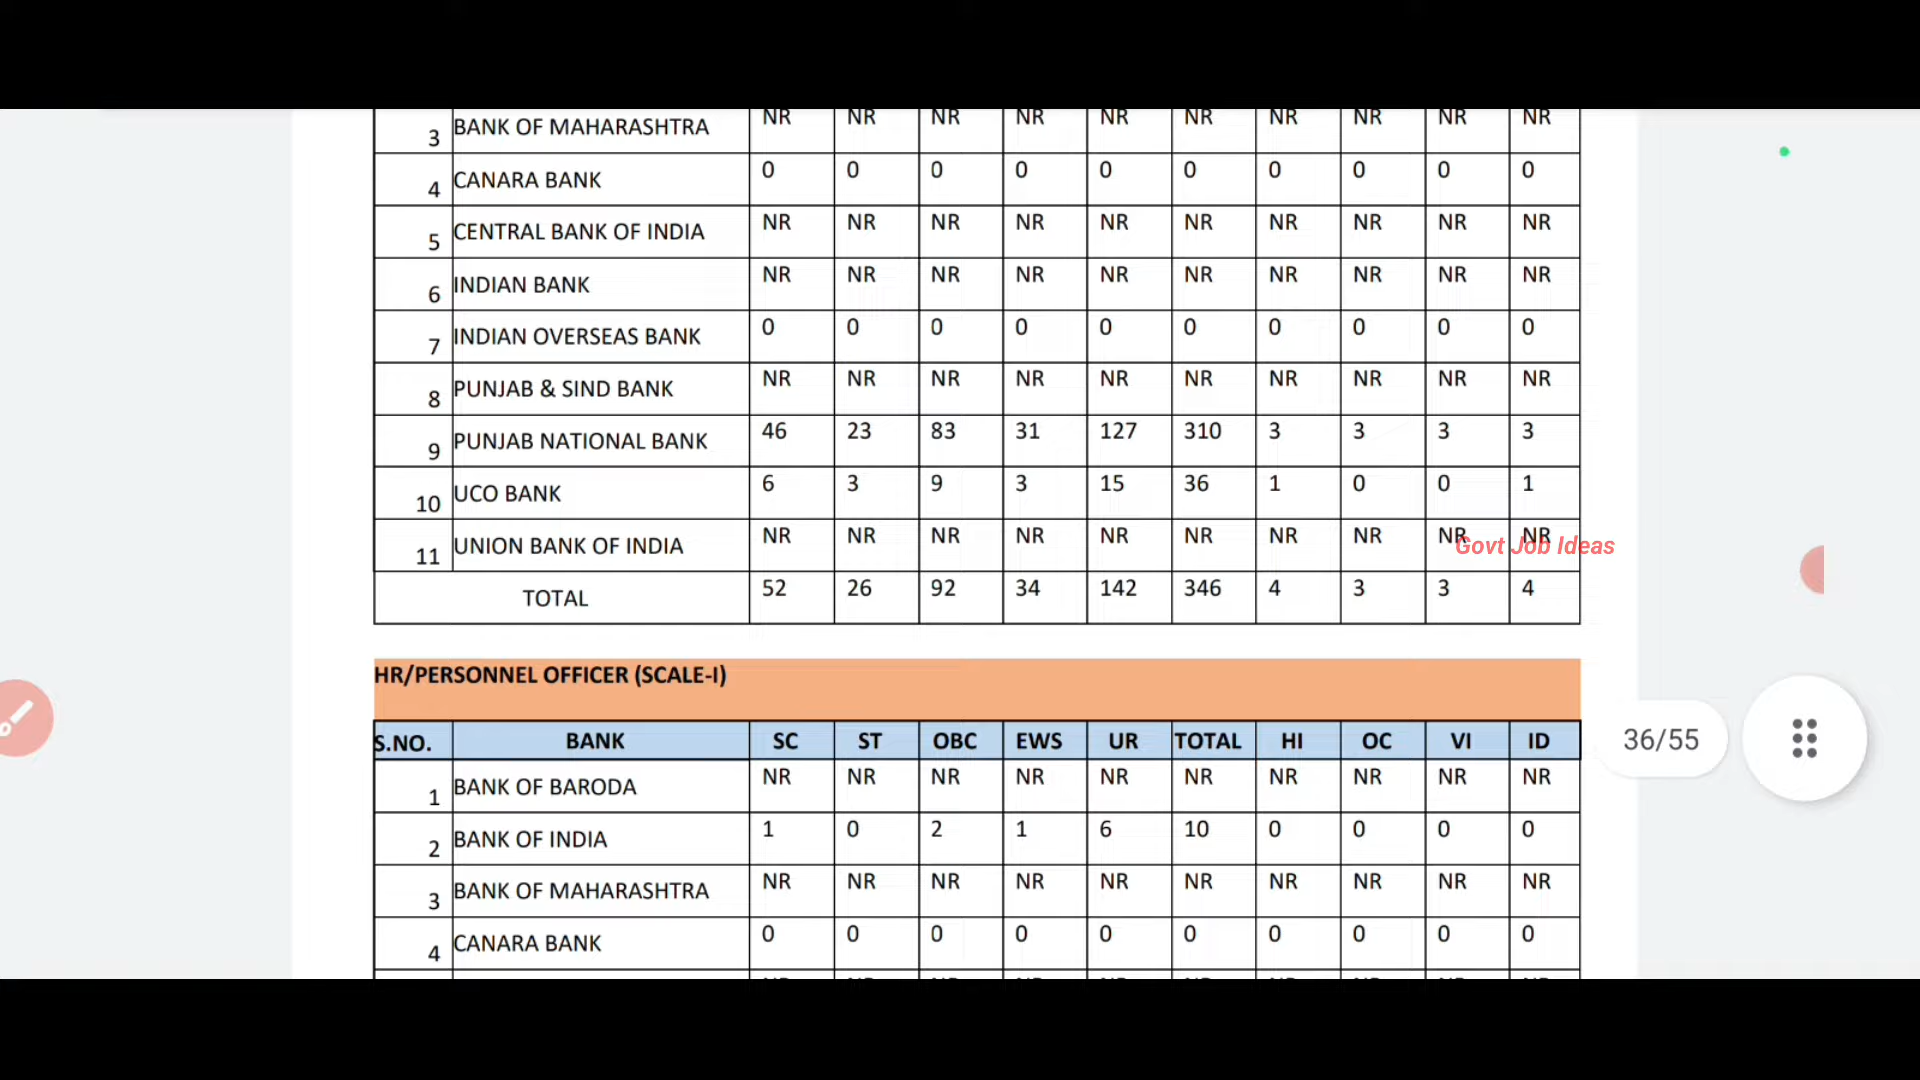 3 BANK OF MAHARASHTRA NR NR NR NR NR NR NR NR NR NR
4 CANARA BANK 0 0 0 0 0 0 0 0 0 0
5 CENTRAL BANK OF INDIA NR NR NR NR NR NR NR NR NR NR
6 INDIAN BANK NR NR NR NR NR NR NR NR NR NR
7 INDIAN OVERSEAS BANK 0 0 0 0 0 0 0 0 0 0
8 PUNJAB & SIND BANK NR NR NR NR NR NR NR NR NR NR
9 PUNJAB NATIONAL BANK 46 23 83 31 127 310 3 3 3 3
10 UCO BANK 6 3 9 3 15 36 1 0 0 1
11 UNION BANK OF INDIA NR NR NR NR NR NR NR NR NR NR
Govt Job Ideas
TOTAL 52 26 92 34 142 346 4 3 3 4
HR/PERSONNEL OFFICER (SCALE-I)
S.NO. BANK SC ST OBC EWS UR TOTAL HI OC VI ID
36/55
1 BANK OF BARODA NR NR NR NR NR NR NR NR NR NR
2 BANK OF INDIA 1 0 2 1 6 10 0 0 0 0
3 BANK OF MAHARASHTRA NR NR NR NR NR NR NR NR NR NR
4 CANARA BANK 0 0 0 0 0 0 0 0 0 0